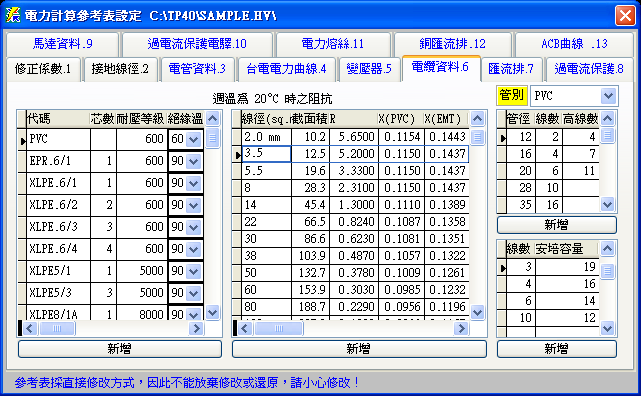 電力計算參考表設定 C:\TP40\SAMPLE.HV\
馬達資料.9 過電流保護電驛.10 電力熔絲.11 銅匯流排.12 ACB曲線 .13
修正係數.1 接地線徑.2 電管資料.3 台電電力曲線.4 變壓器.5 電纜資料.6 匯流排.7 過電流保護.8
週溫為 20°C 時之阻抗
管別 PVC
代碼 芯數 耐壓等級 絕緣溫
PVC 600 60
EPR.6/1 1 600 90
XLPE.6/1 1 600 90
XLPE.6/2 2 600 90
XLPE.6/3 3 600 90
XLPE.6/4 4 600 90
XLPE5/1 1 5000 90
XLPE5/3 3 5000 90
XLPE8/1A 1 8000 90
新增
線徑(sq.m 截面積 R X(PVC) X(EMT)
2.0 mm 10.2 5.6500 0.1154 0.1443
3.5 12.5 5.2000 0.1150 0.1437
5.5 19.6 3.3300 0.1150 0.1437
8 28.3 2.3100 0.1150 0.1437
14 45.4 1.3000 0.1110 0.1389
22 66.5 0.8240 0.1087 0.1358
30 86.6 0.6230 0.1081 0.1351
38 103.9 0.4870 0.1057 0.1322
50 132.7 0.3780 0.1009 0.1261
60 153.9 0.3030 0.0985 0.1232
80 188.7 0.2290 0.0956 0.1196
新增
管徑 線數 高線數
12 2 4
16 4 7
20 6 11
28 10
35 16
新增
線數 安培容量
3 19
4 16
6 14
10 12
新增
參考表採直接修改方式，因此不能放棄修改或還原，請小心修改！